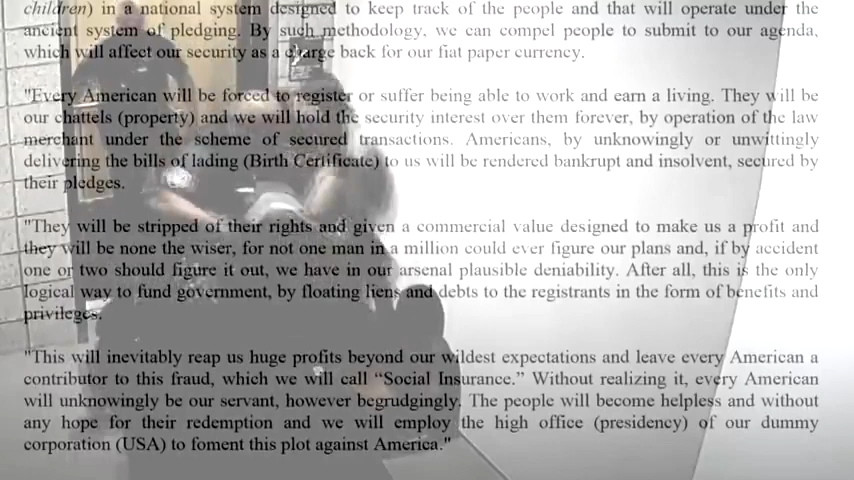 children) in a national system designed to keep track of the people and that will operate under the
ancient system of pledging. By such methodology, we can compel people to submit to our agenda,
which will affect our security as a charge back for our fiat paper currency.
"Every American will be forced to register or suffer being able to work and earn a living. They will be
our chattels (property) and we will hold the security interest over them forever, by operation of the law
merchant under the scheme of secured transactions. Americans, by unknowingly or unwittingly
delivering the bills of lading (Birth Certificate) to us will be rendered bankrupt and insolvent, secured by
their pledges.
"They will be stripped of their rights and given a commercial value designed to make us a profit and
they will be none the wiser, for not one man in a million could ever figure our plans and, if by accident
one or two should figure it out, we have in our arsenal plausible deniability. After all, this is the only
logical way to fund government, by floating liens and debts to the registrants in the form of benefits and
privileges.
"This will inevitably reap us huge profits beyond our wildest expectations and leave every American a
contributor to this fraud, which we will call “Social Insurance.” Without realizing it, every American
will unknowingly be our servant, however begrudgingly. The people will become helpless and without
any hope for their redemption and we will employ the high office (presidency) of our dummy
corporation (USA) to foment this plot against America."